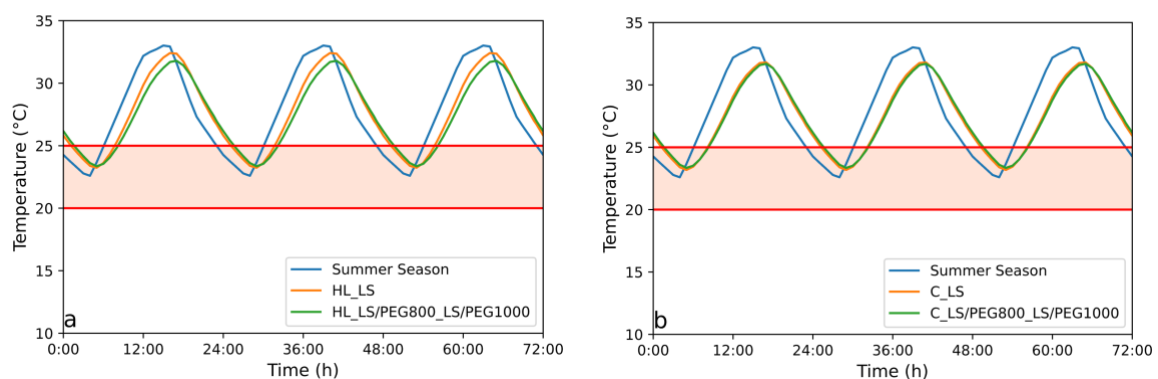 35
30
25
20
15
10
Temperature (°C)
Summer Season
HL_LS
HL_LS/PEG800_LS/PEG1000
a
0:00 12:00 24:00 36:00 48:00 60:00 72:00
Time (h)
35
30
25
20
15
10
Temperature (°C)
Summer Season
C_LS
C_LS/PEG800_LS/PEG1000
b
0:00 12:00 24:00 36:00 48:00 60:00 72:00
Time (h)